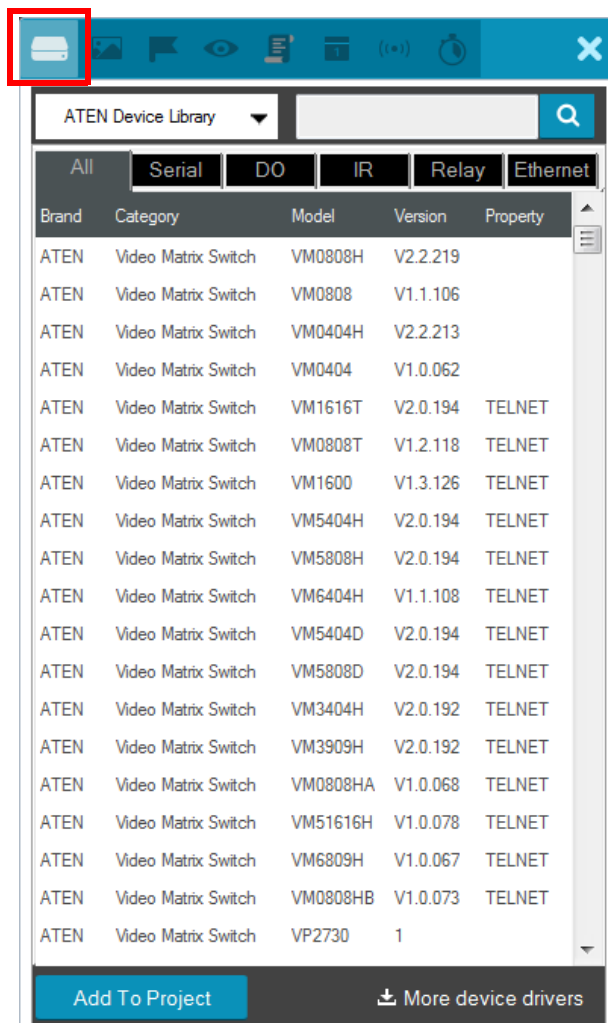 1
ATEN Device Library
All Serial DO IR Relay Ethernet
Brand Category Model Version Property
ATEN Video Matrix Switch VM0808H V2.2.219
ATEN Video Matrix Switch VM0808 V1.1.106
ATEN Video Matrix Switch VM0404H V2.2.213
ATEN Video Matrix Switch VM0404 V1.0.062
ATEN Video Matrix Switch VM1616T V2.0.194 TELNET
ATEN Video Matrix Switch VM0808T V1.2.118 TELNET
ATEN Video Matrix Switch VM1600 V1.3.126 TELNET
ATEN Video Matrix Switch VM5404H V2.0.194 TELNET
ATEN Video Matrix Switch VM5808H V2.0.194 TELNET
ATEN Video Matrix Switch VM6404H V1.1.108 TELNET
ATEN Video Matrix Switch VM5404D V2.0.194 TELNET
ATEN Video Matrix Switch VM5808D V2.0.194 TELNET
ATEN Video Matrix Switch VM3404H V2.0.192 TELNET
ATEN Video Matrix Switch VM3909H V2.0.192 TELNET
ATEN Video Matrix Switch VM0808HA V1.0.068 TELNET
ATEN Video Matrix Switch VM51616H V1.0.078 TELNET
ATEN Video Matrix Switch VM6809H V1.0.067 TELNET
ATEN Video Matrix Switch VM0808HB V1.0.073 TELNET
ATEN Video Matrix Switch VP2730 1
Add To Project More device drivers